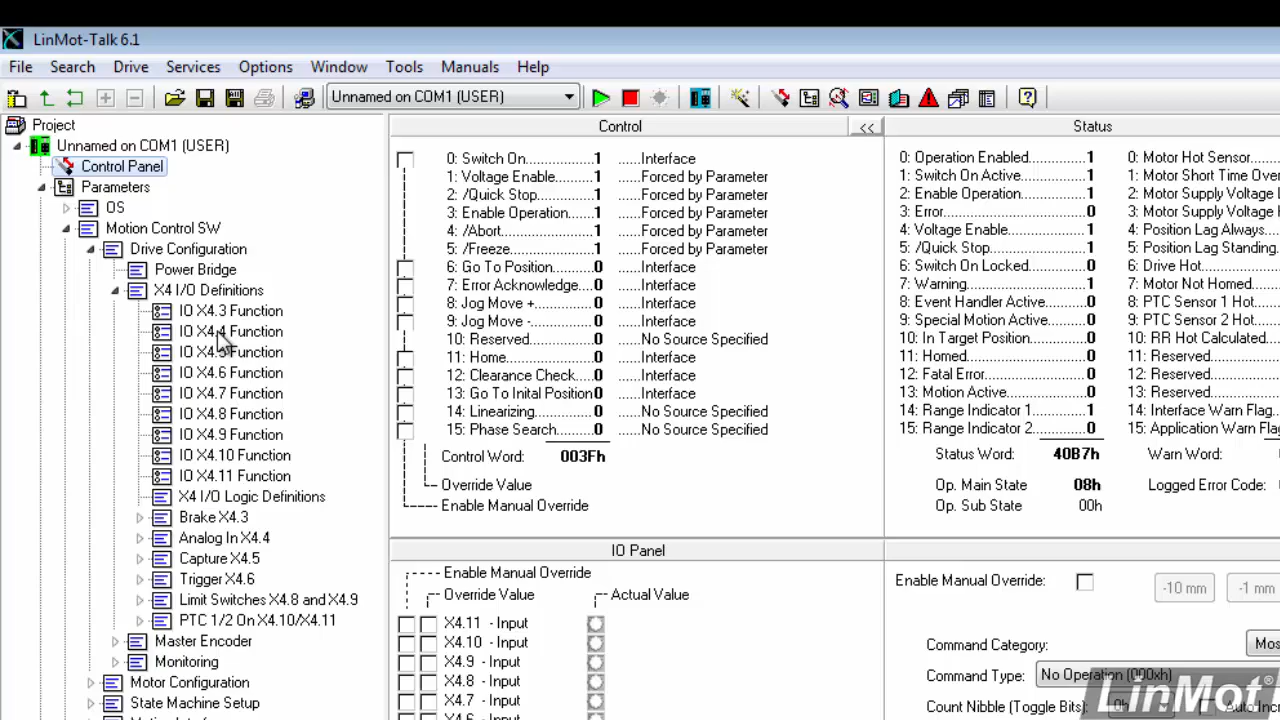 LinMot-Talk 6.1
File Search Drive Services Options Window Tools Manuals Help
Unnamed on COM1 (USER)
Project
Unnamed on COM1 (USER)
Control Panel
Parameters
OS
Motion Control SW
Drive Configuration
Power Bridge
X4 I/O Definitions
IO X4.3 Function
IO X4.4 Function
IO X4.5 Function
IO X4.6 Function
IO X4.7 Function
IO X4.8 Function
IO X4.9 Function
IO X4.10 Function
IO X4.11 Function
X4 I/O Logic Definitions
Brake X4.3
Analog In X4.4
Capture X4.5
Trigger X4.6
Limit Switches X4.8 and X4.9
PTC 1/2 On X4.10/X4.11
Master Encoder
Monitoring
Motor Configuration
State Machine Setup
Control
<<
0: Switch On............1 ......Interface
1: Voltage Enable....1 ......Forced by Parameter
2: /Quick Stop..........1 ......Forced by Parameter
3: Enable Operation...1 ......Forced by Parameter
4: /Abort.................1 ......Forced by Parameter
5: /Freeze...............1 ......Forced by Parameter
6: Go To Position.......0 ......Interface
7: Error Acknowledge....0 ......Interface
8: Jog Move +...........0 ......Interface
9: Jog Move -............0 ......Interface
10: Reserved............0 ......No Source Specified
11: Home.................0 ......Interface
12: Clearance Check.....0 ......Interface
13: Go To Inital Position0 ......Interface
14: Linearizing...........0 ......No Source Specified
15: Phase Search........0 ......No Source Specified
Control Word: 003Fh
Override Value
Enable Manual Override
Status
0: Operation Enabled..............1
1: Switch On Active................1
2: Enable Operation...............1
3: Error.............................0
4: Voltage Enable..................1
5: /Quick Stop.....................1
6: Switch On Locked...............0
7: Warning.........................1
8: Event Handler Active...........0
9: Special Motion Active...........0
10: In Target Position.............1
11: Homed..........................1
12: Fatal Error.....................0
13: Motion Active..................0
14: Range Indicator 1..............1
15: Range Indicator 2..............0
Status Word: 40B7h
Op. Main State 08h
Op. Sub State 00h
0: Motor Hot Sensor
1: Motor Short Time Over
2: Motor Supply Voltage
3: Motor Supply Voltage
4: Position Lag Always.
5: Position Lag Standing.
6: Drive Hot
7: Motor Not Homed
8: PTC Sensor 1 Hot
9: PTC Sensor 2 Hot
10: RR Hot Calculated
11: Reserved
12: Reserved
13: Reserved
14: Interface Warn Flag
15: Application Warn Flag
Warn Word:
Logged Error Code:
IO Panel
Enable Manual Override
Override Value
Actual Value
X4.11 - Input
X4.10 - Input
X4.9 - Input
X4.8 - Input
X4.7 - Input
Enable Manual Override:
-10 mm
-1 mm
Command Category:
Command Type: No Operation (000xh)
Count Nibble (Toggle Bits): 0h
LinMot®